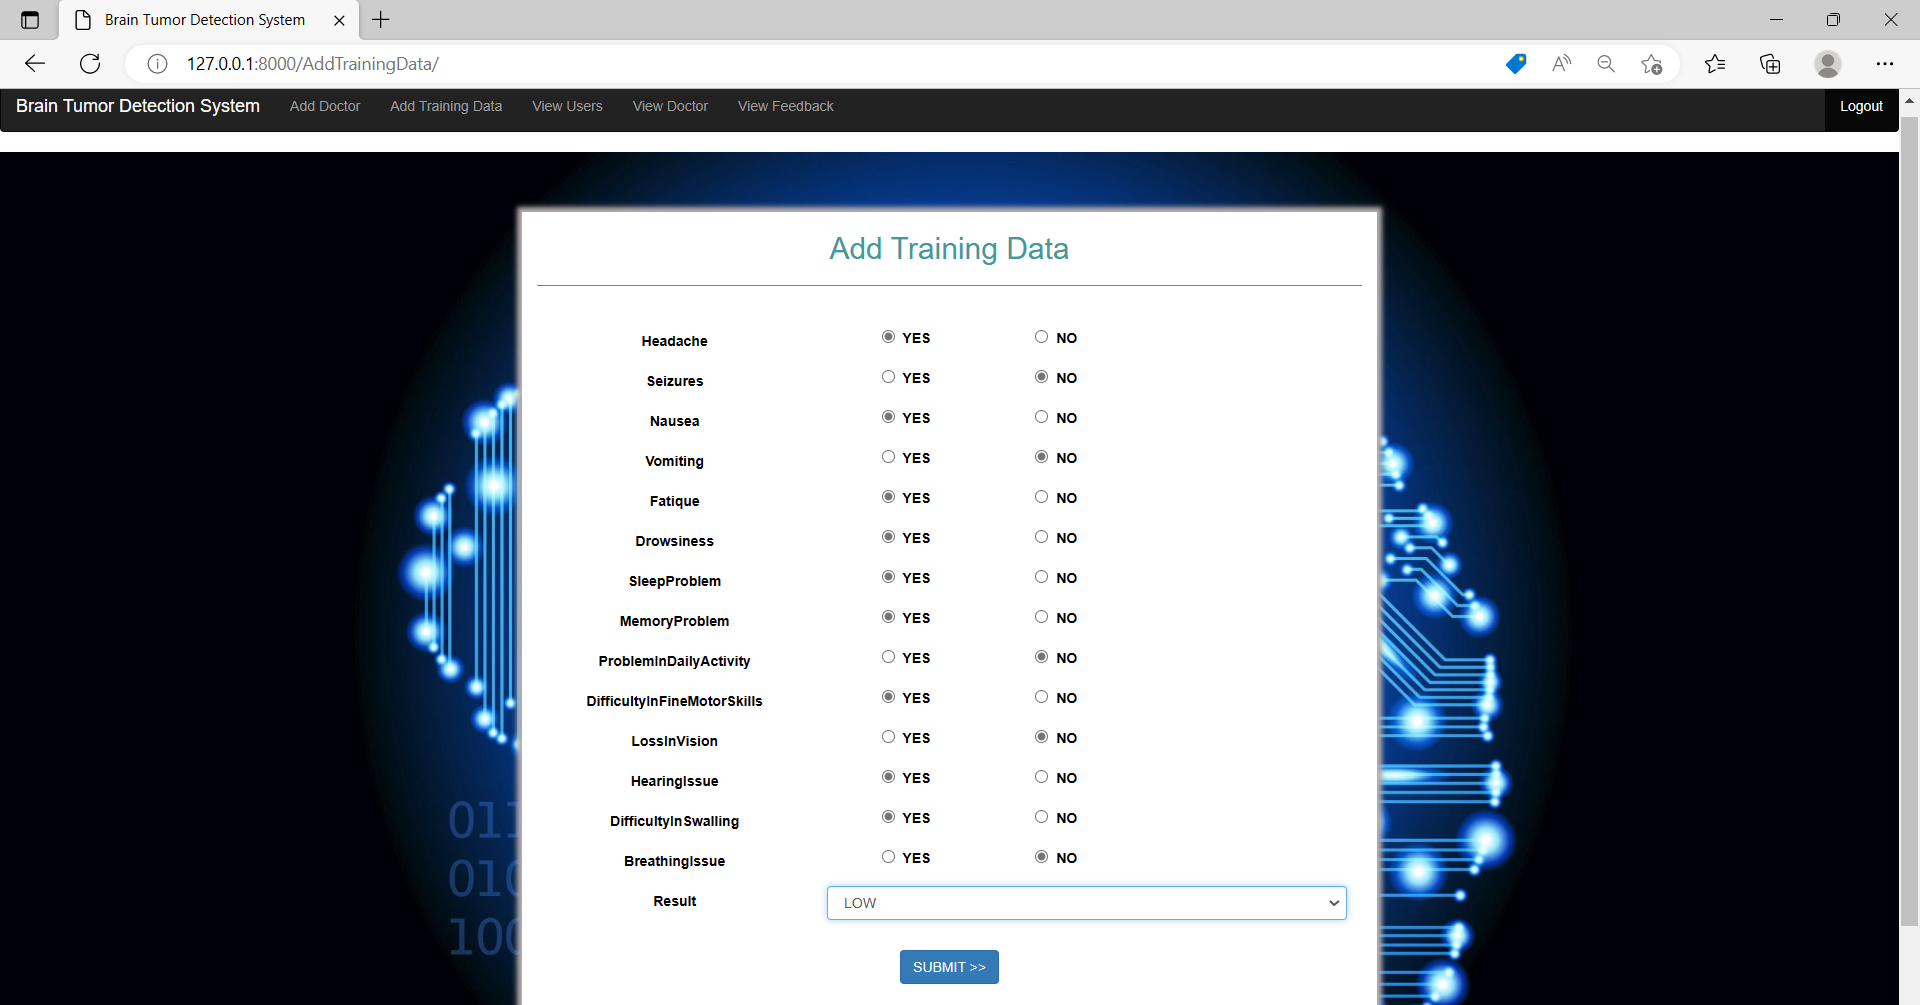 Brain Tumor Detection System
127.0.0.1:8000/AddTrainingData/
Brain Tumor Detection System Add Doctor Add Training Data View Users View Doctor View Feedback Logout
Add Training Data
Headache YES NO
Seizures YES NO
Nausea YES NO
Vomiting YES NO
Fatique YES NO
Drowsiness YES NO
SleepProblem YES NO
MemoryProblem YES NO
ProblemInDailyActivity YES NO
DifficultyInFineMotorSkills YES NO
LossInVision YES NO
HearingIssue YES NO
DifficultyInSwalling YES NO
BreathingIssue YES NO
Result LOW
SUBMIT >>
011
010
100